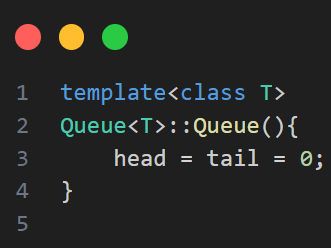 1 template<class T>
2 Queue<T>::Queue(){
3     head = tail = 0;
4 }
5